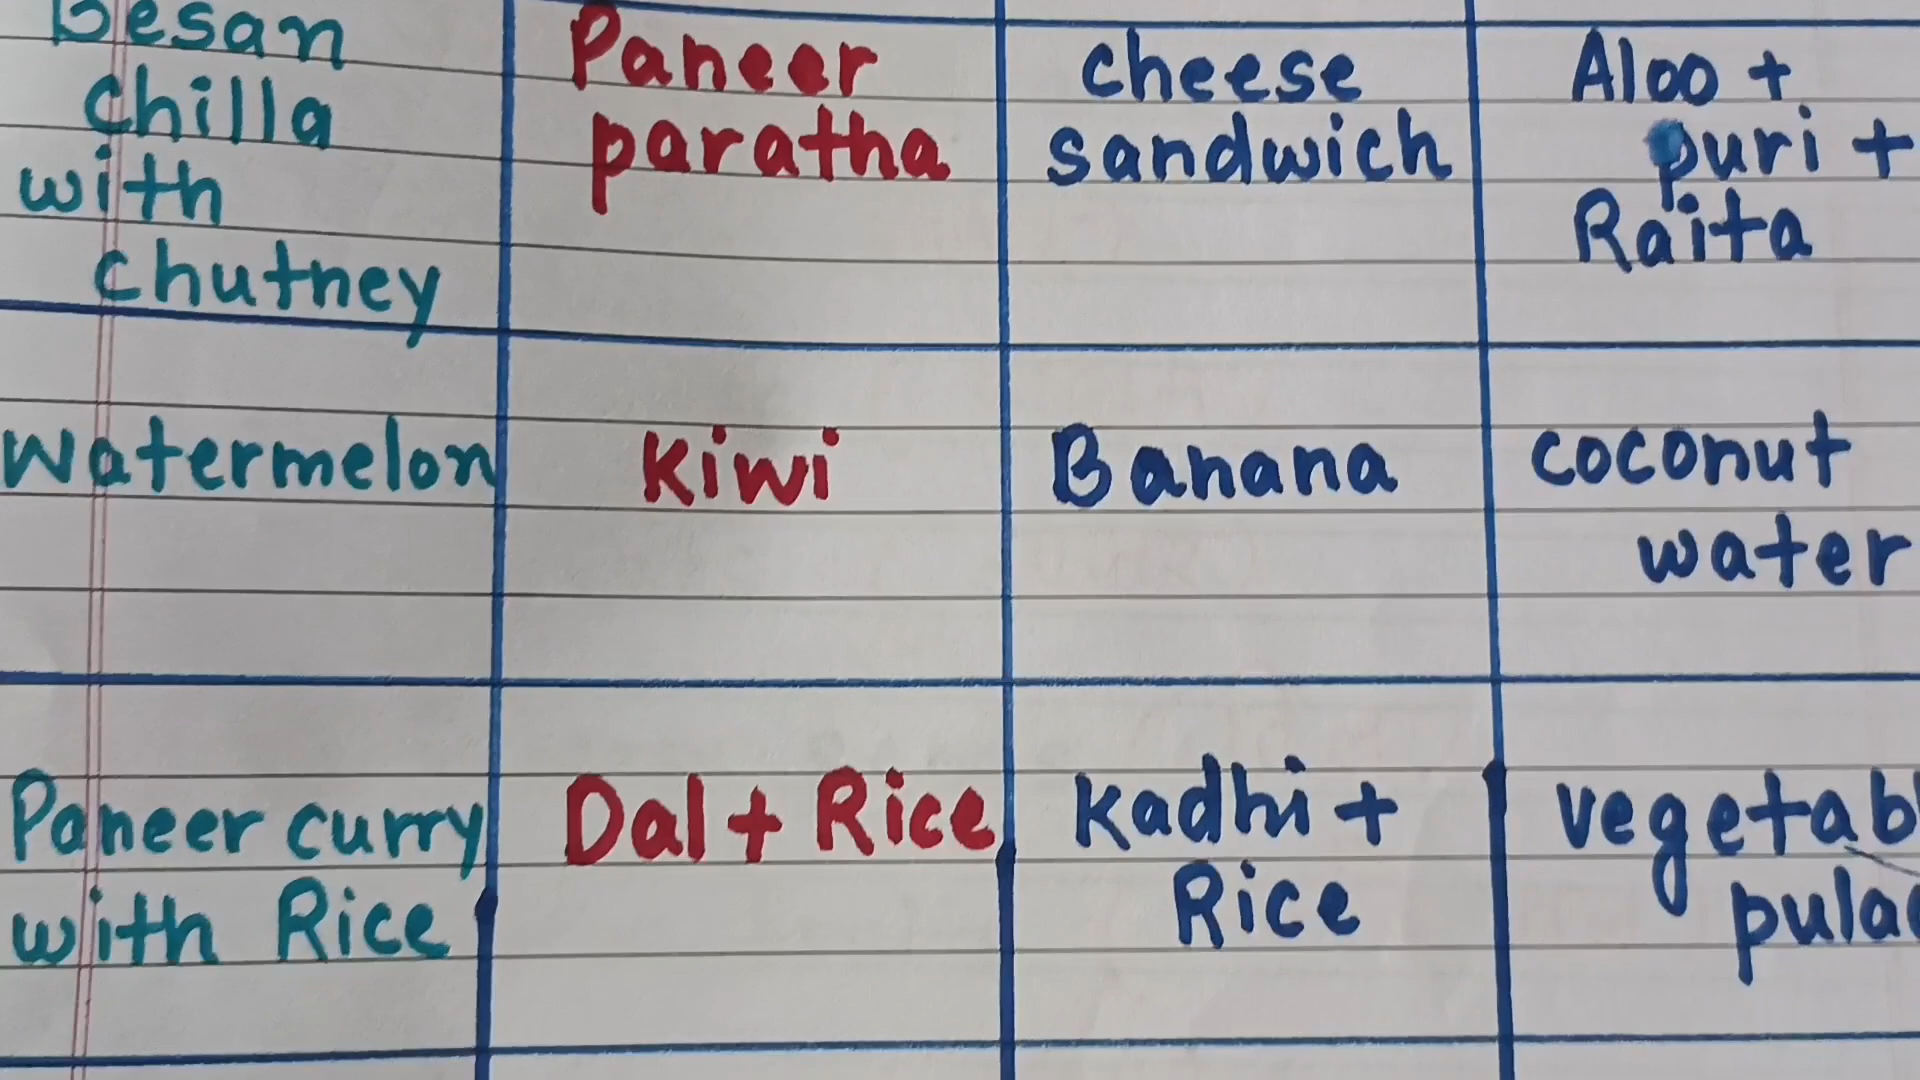 Besan
chilla
with
chutney
Paneer
paratha
cheese
sandwich
Aloo +
puri +
Raita
Watermelon
Kiwi
Banana
coconut
water
Paneer curry
with Rice
Dal + Rice
Kadhi +
Rice
vegetab
pula